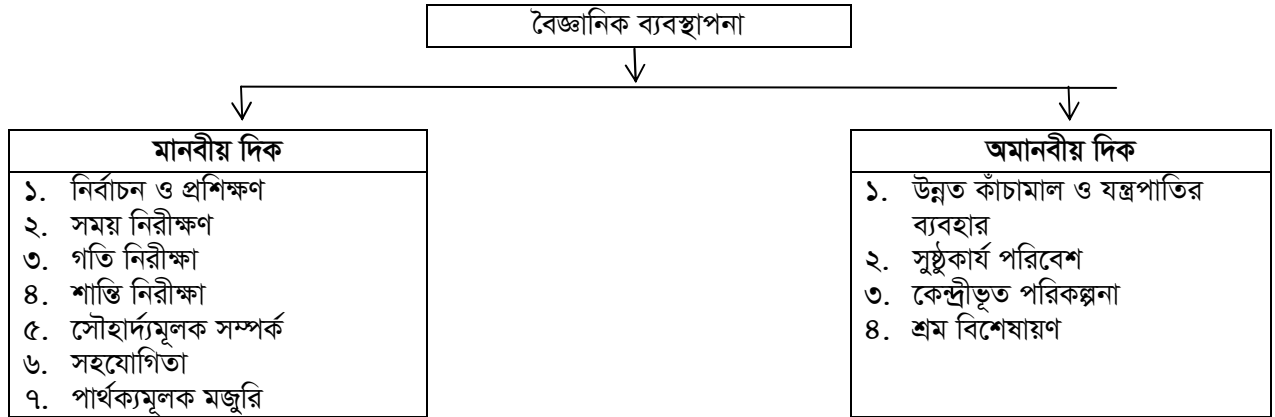 বৈজ্ঞানিক ব্যবস্থাপনা
মানবীয় দিক
১. নির্বাচন ও প্রশিক্ষণ
২. সময় নিরীক্ষণ
৩. গতি নিরীক্ষা
৪. শান্তি নিরীক্ষা
৫. সৌহার্দ্যমূলক সম্পর্ক
৬. সহযোগিতা
৭. পার্থক্যমূলক মজুরি
অমানবীয় দিক
১. উন্নত কাঁচামাল ও যন্ত্রপাতির
ব্যবহার
২. সুষ্ঠুকার্য পরিবেশ
৩. কেন্দ্রীভূত পরিকল্পনা
৪. শ্রম বিশেষায়ণ